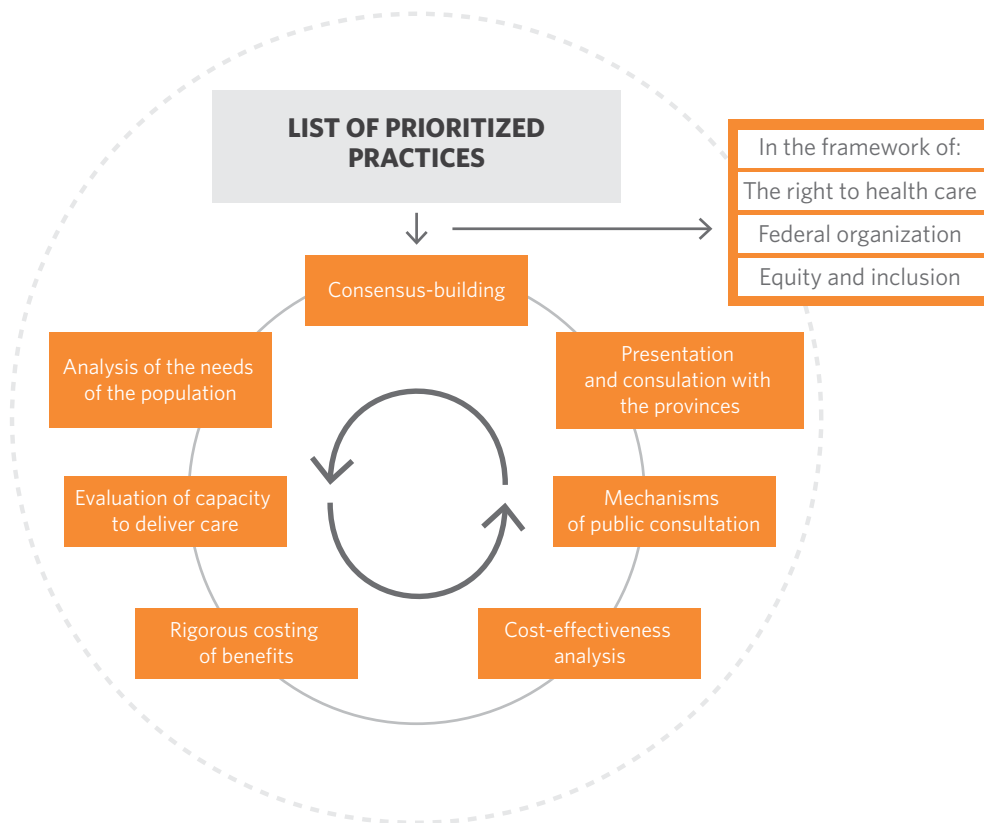 LIST OF PRIORITIZED
PRACTICES
In the framework of:
The right to health care
Federal organization
Equity and inclusion
Consensus-building
Analysis of the needs
of the population
Presentation
and consulation with
the provinces
Evaluation of capacity
to deliver care
Mechanisms
of public consultation
Rigorous costing
of benefits
Cost-effectiveness
analysis